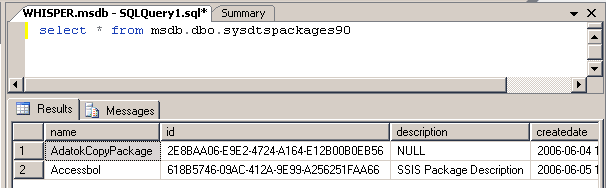 WHISPER.msdb - SQLQuery1.sql* Summary
select * from msdb.dbo.sysdtspackages90
Results Messages
name id description createdate
1 AdatokCopyPackage 2E8BAA06-E9E2-4724-A164-E12B00B0EB56 NULL 2006-06-04 1
2 Accessbol 618B5746-09AC-412A-9E99-A256251FAA66 SSIS Package Description 2006-06-05 1